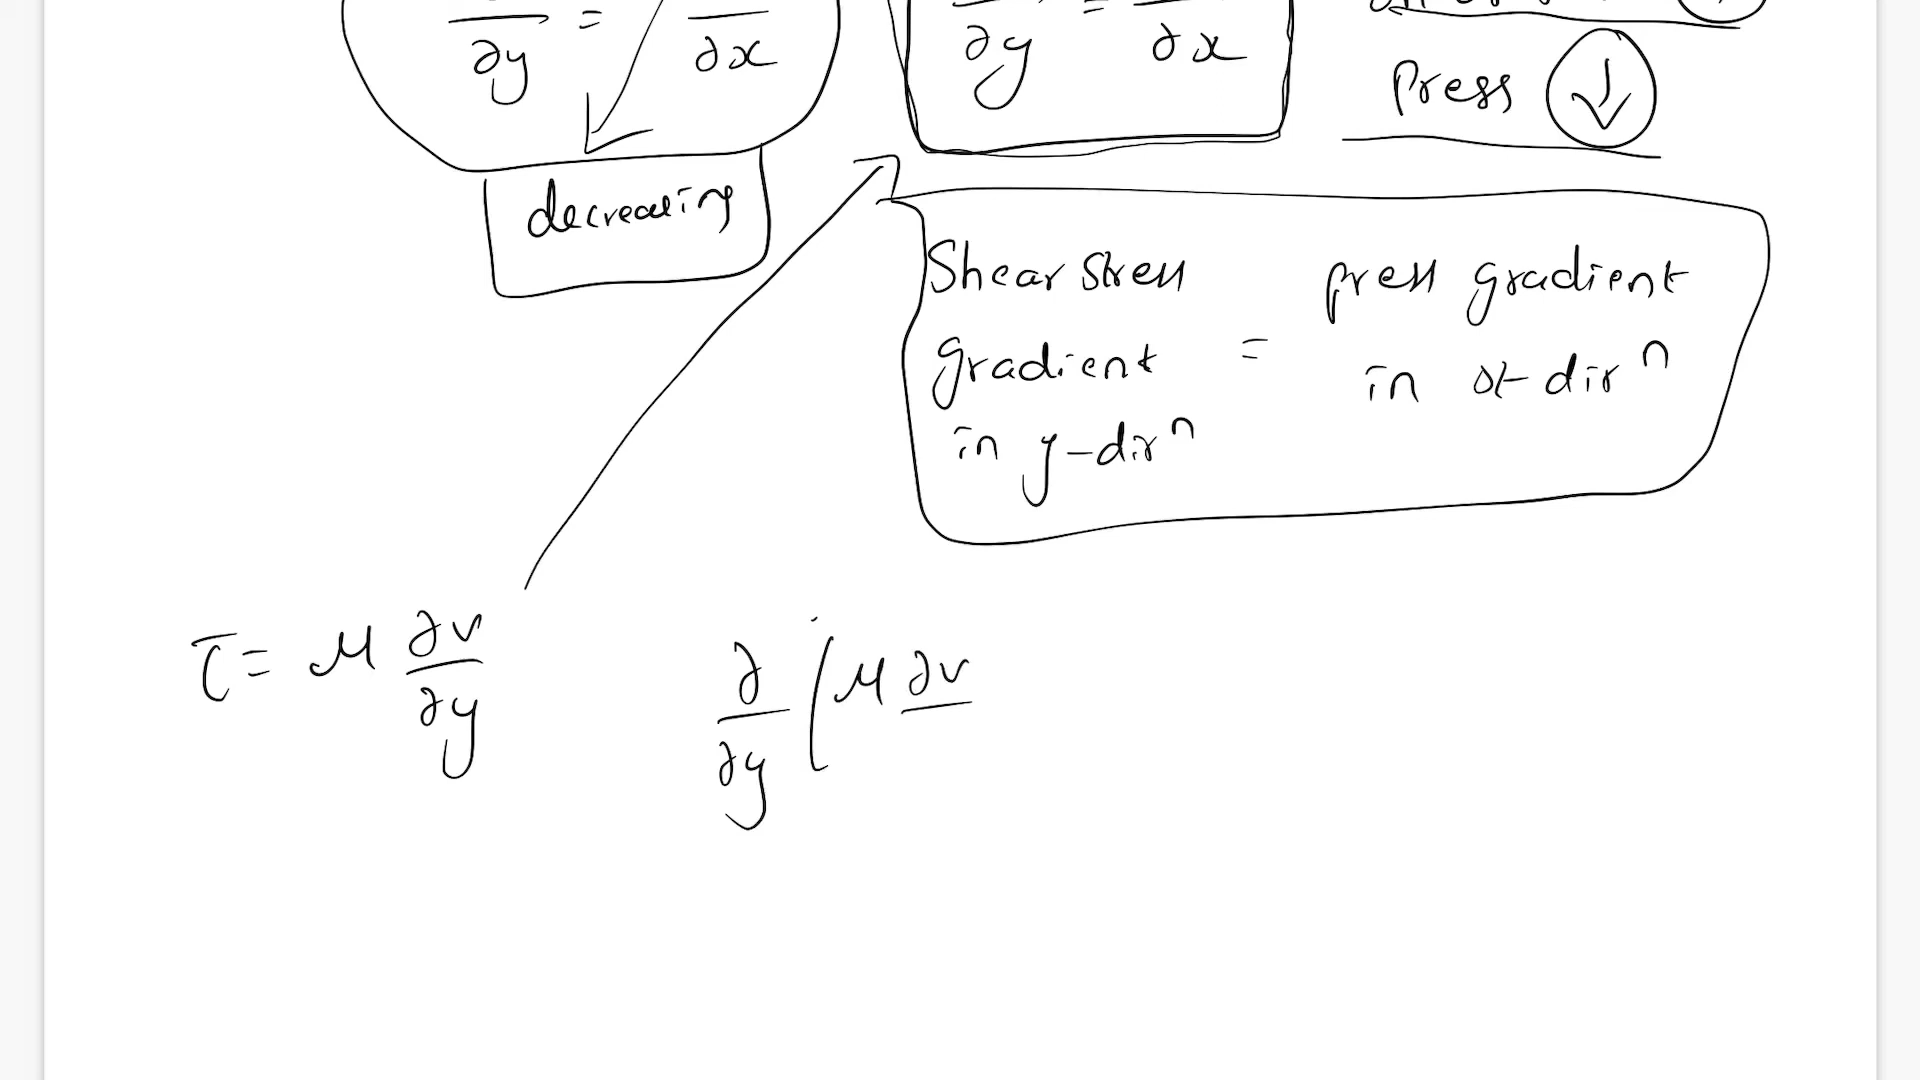 ∂y = ∂x
∂y = ∂x
Press ↓
decreasing
Shear Stress gradient in y-dirⁿ = press gradient in x-dirⁿ
τ = μ ∂v/∂y
∂/∂y (μ ∂v